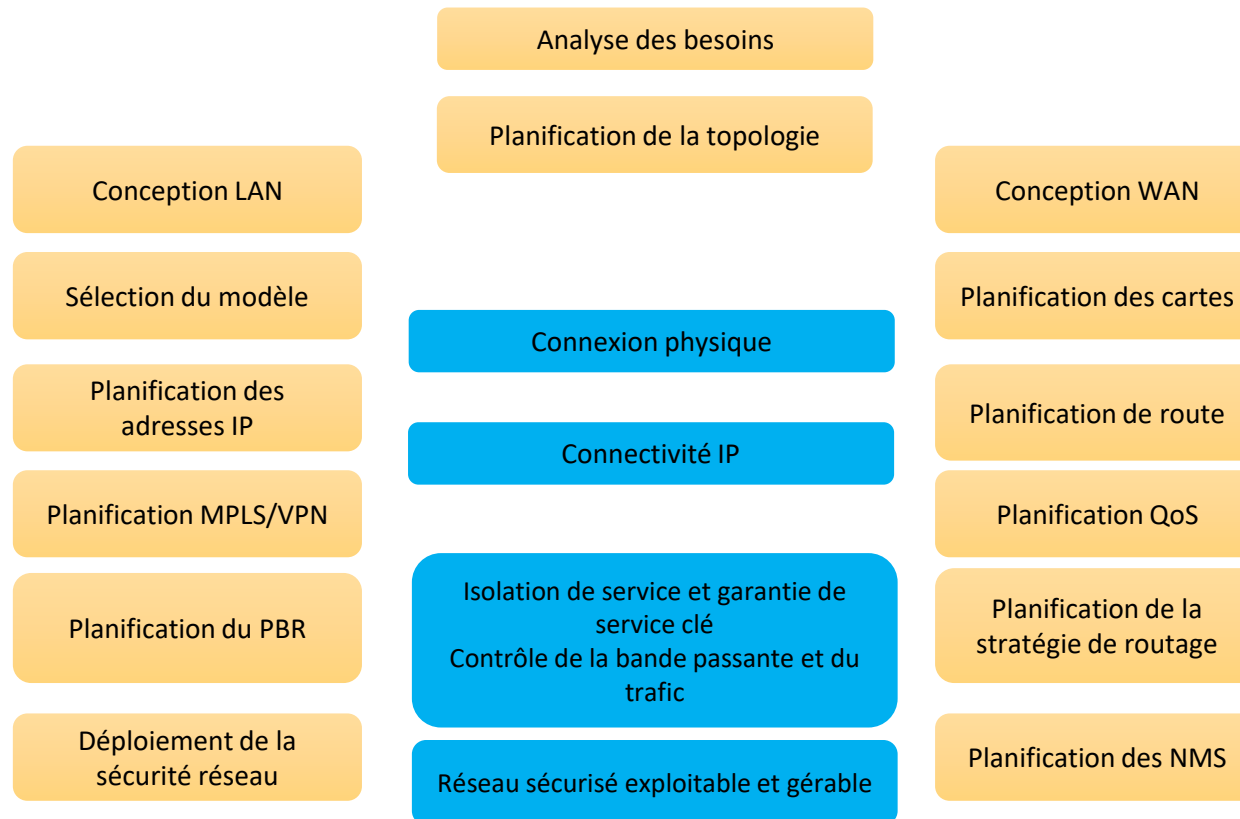 Analyse des besoins
Planification de la topologie
Conception LAN
Conception WAN
Sélection du modèle
Planification des cartes
Connexion physique
Planification des
adresses IP
Planification de route
Connectivité IP
Planification MPLS/VPN
Planification QoS
Isolation de service et garantie de
service clé
Contrôle de la bande passante et du
trafic
Planification du PBR
Planification de la
stratégie de routage
Déploiement de la
sécurité réseau
Planification des NMS
Réseau sécurisé exploitable et gérable